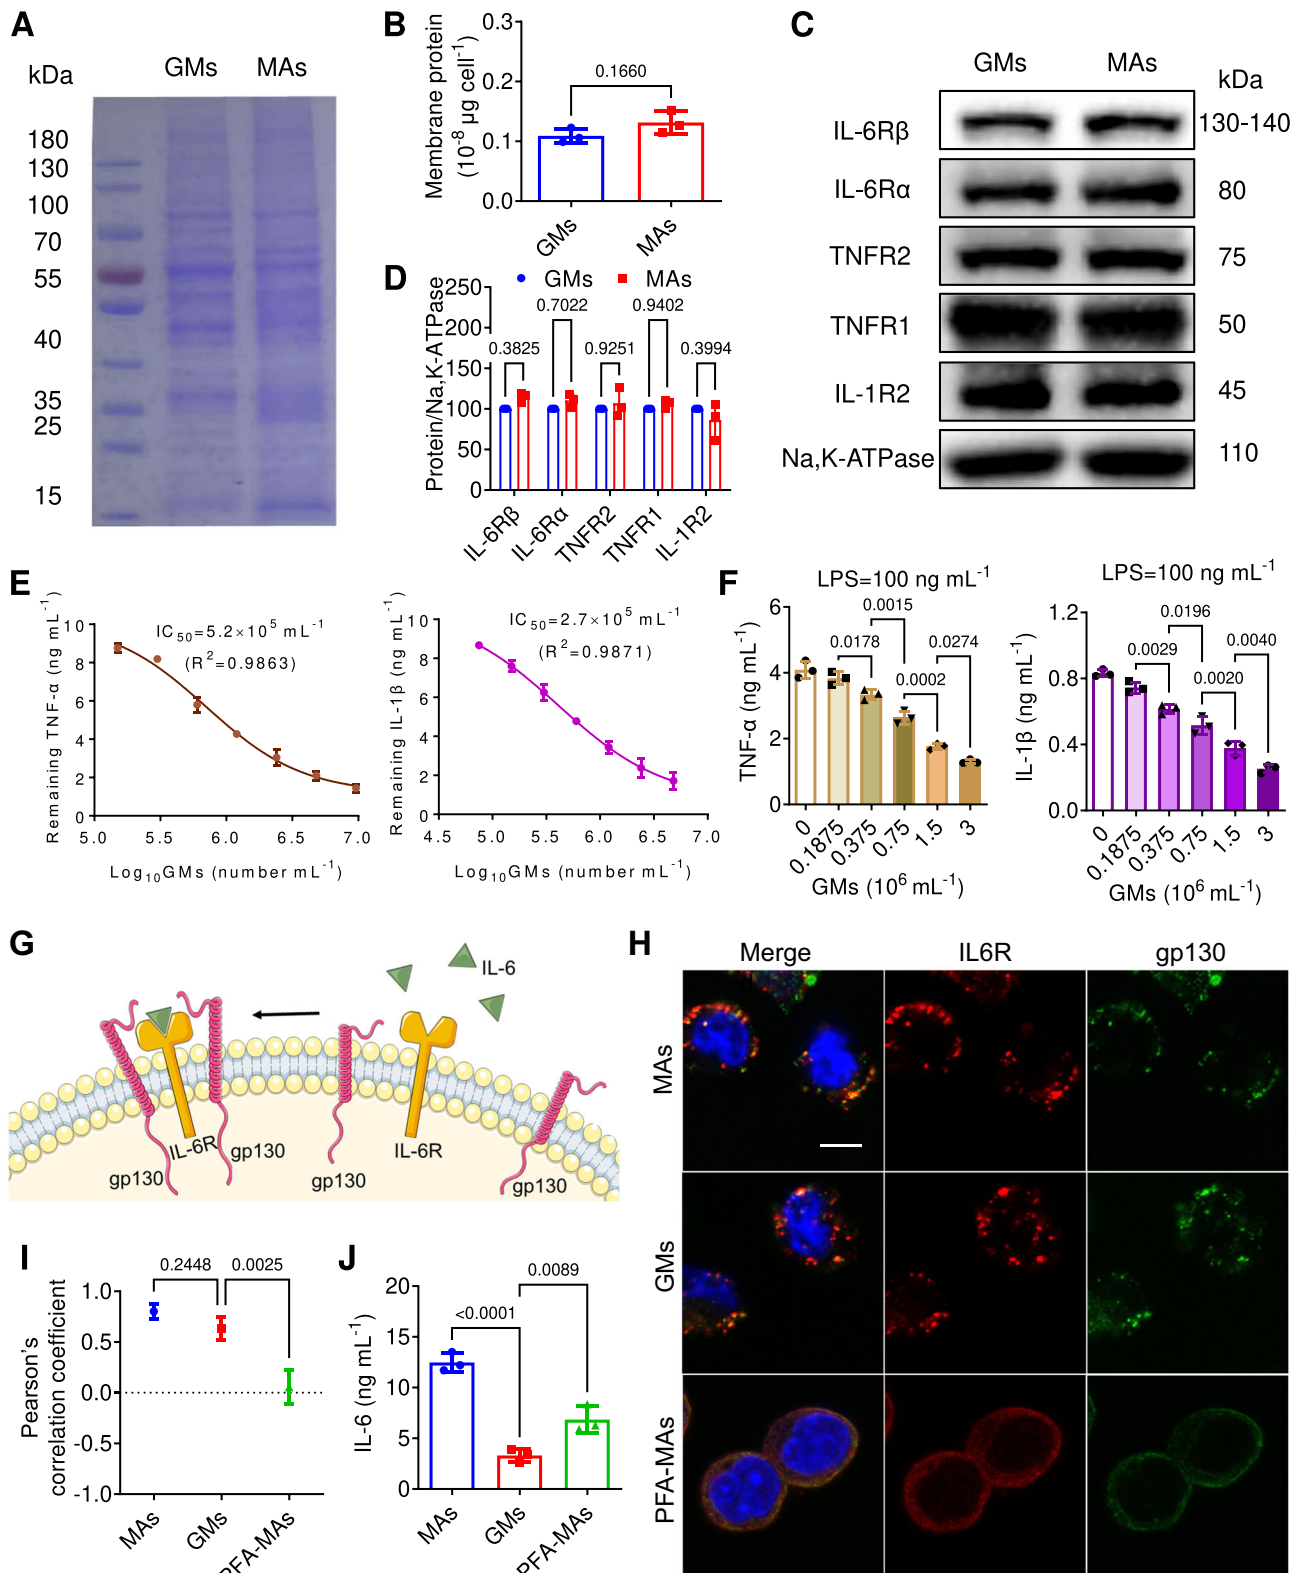 A
GMs MAs
kDa
180
130
100
70
55
40
35
25
15
B
Membrane protein
(10-8 µg cell-1)
0.3
0.2
0.1
0.0
0.1660
GMs
MAs
C
GMs MAs
kDa
IL-6Rβ 130-140
IL-6Rα 80
TNFR2 75
TNFR1 50
IL-1R2 45
Na,K-ATPase 110
D
GMs MAs
Protein/Na,K-ATPase
250
200
150
100
50
0
0.3825
0.7022
0.9251
0.9402
0.3994
IL-6Rβ
IL-6Rα
TNFR2
TNFR1
IL-1R2
E
Remaining TNF-α (ng mL-1)
10
8
6
4
2
0
IC50=5.2×10^5 mL-1
(R2=0.9863)
5.0 5.5 6.0 6.5 7.0
Log10GMs (number mL-1)
Remaining IL-1β (ng mL-1)
10
8
6
4
2
0
IC50=2.7×10^5 mL-1
(R2=0.9871)
4.5 5.0 5.5 6.0 6.5 7.0
Log10GMs (number mL-1)
F
LPS=100 ng mL-1
TNF-α (ng mL-1)
6
4
2
0
0.0178
0.0015
0.0002
0.0274
0
0.1875
0.375
0.75
1.5
3
GMs (10^6 mL-1)
LPS=100 ng mL-1
IL-1β (ng mL-1)
1.2
0.8
0.4
0.0
0.0029
0.0196
0.0020
0.0040
0
0.1875
0.375
0.75
1.5
3
GMs (10^6 mL-1)
G
IL-6
IL-6R
gp130
gp130
gp130
IL-6R
gp130
H
Merge IL6R gp130
MAs
GMs
PFA-MAs
I
Pearson's
correlation coefficient
1.0
0.5
0.0
-0.5
-1.0
0.2448
0.0025
MAs
GMs
PFA-MAs
J
IL-6 (ng mL-1)
20
15
10
5
0
<0.0001
0.0089
MAs
GMs
PFA-MAs